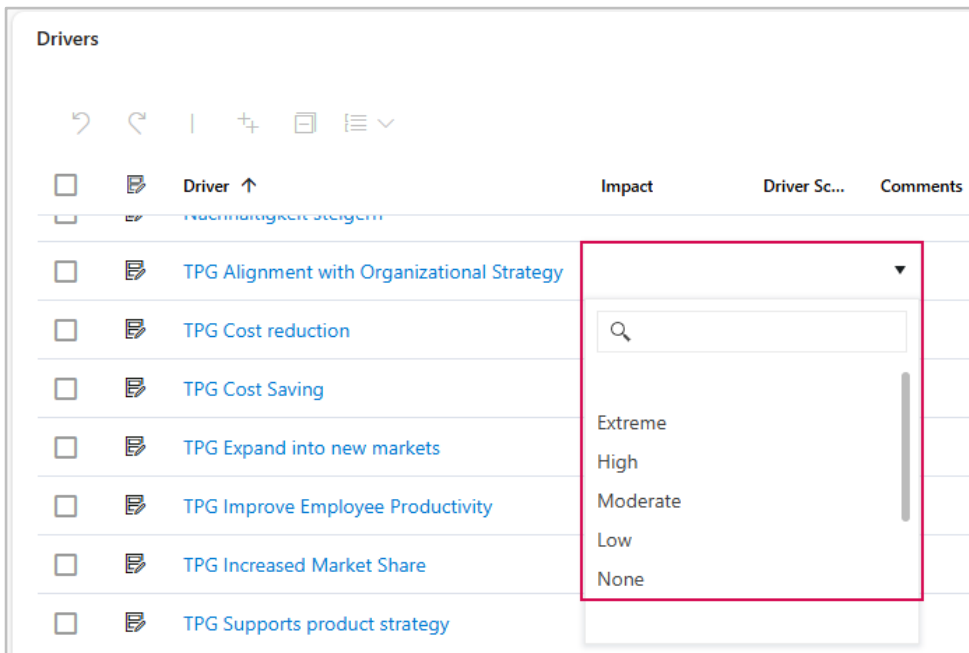 Drivers
Driver Impact Driver Sc... Comments
Nachhaltigkeit steigern
TPG Alignment with Organizational Strategy
TPG Cost reduction
TPG Cost Saving
Extreme
TPG Expand into new markets
High
Moderate
TPG Improve Employee Productivity
Low
TPG Increased Market Share
None
TPG Supports product strategy